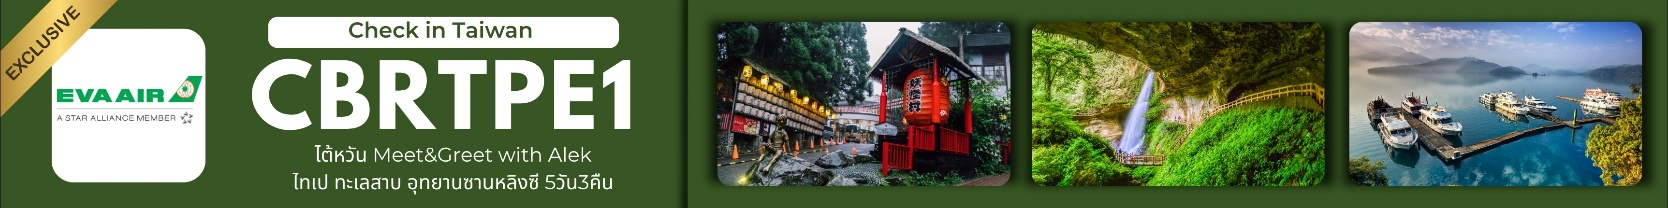 EXCLUSIVE
EVA AIR
A STAR ALLIANCE MEMBER
Check in Taiwan
CBRTPE1
ไต้หวัน Meet&Greet with Alek
ไทเป ทะเลสาบ อุทยานซานหลิงซี 5วัน3คืน